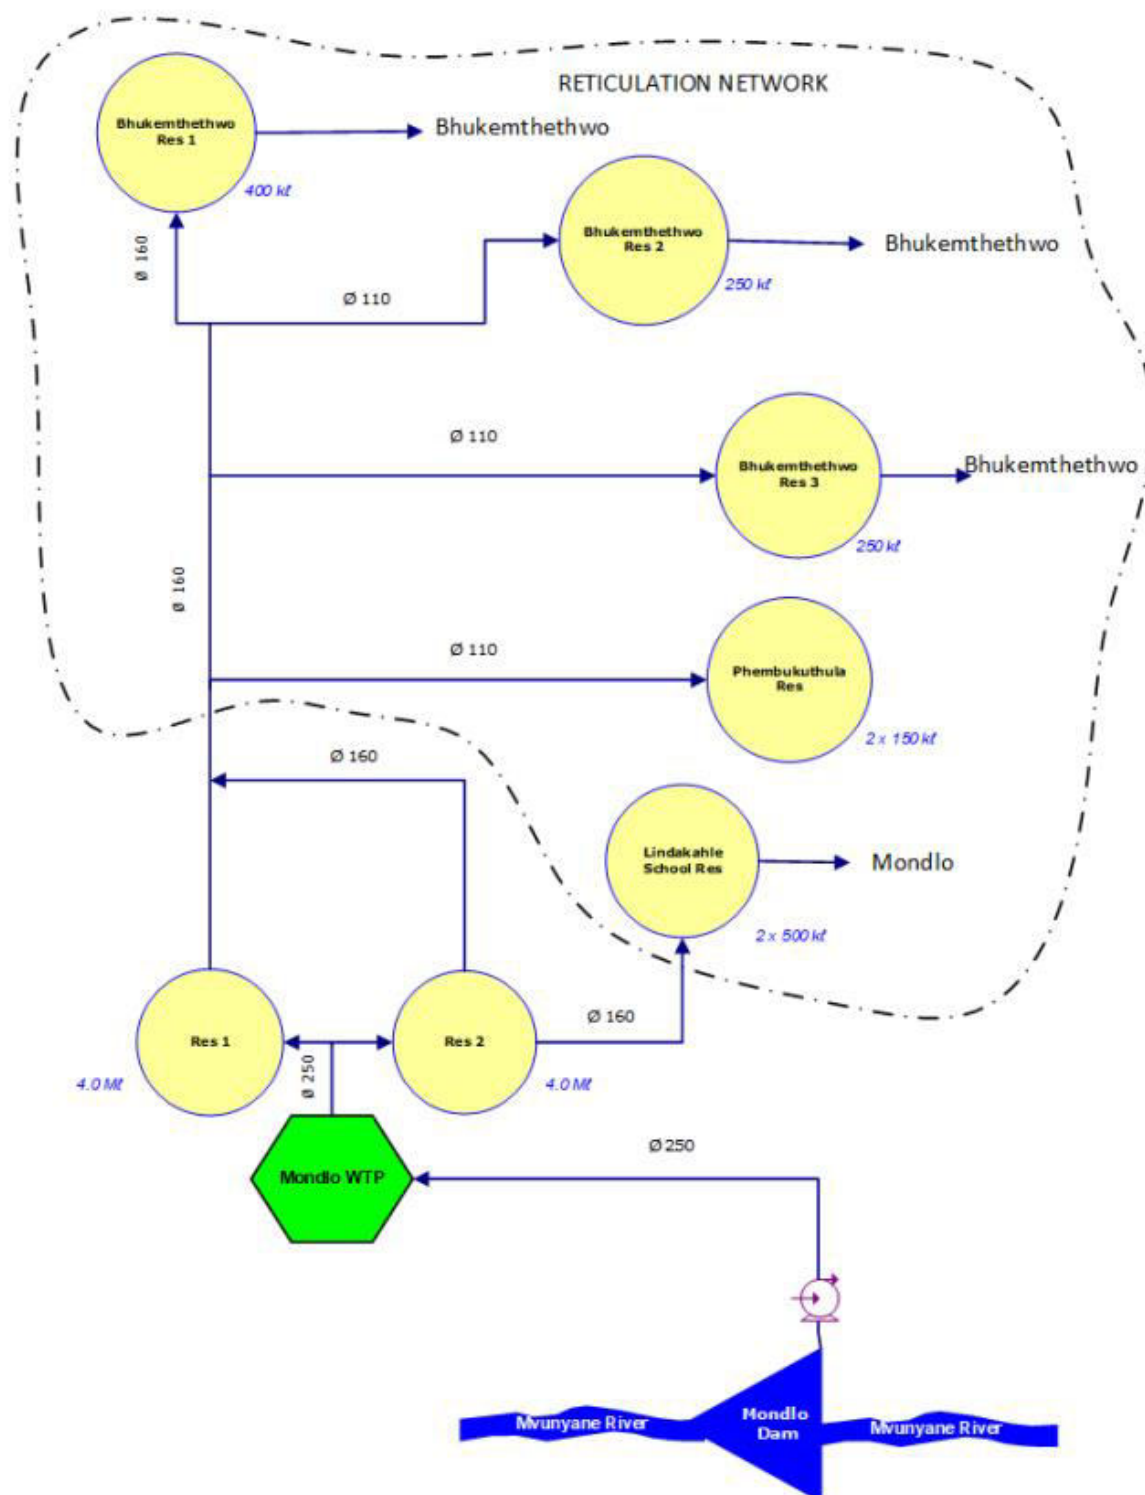 RETICULATION NETWORK
Bhukemthethwo
Res 1
Bhukemthethwo
400 kℓ
Ø 160
Bhukemthethwo
Res 2
Bhukemthethwo
250 kℓ
Ø 110
Ø 110
Bhukemthethwo
Res 3
Bhukemthethwo
250 kℓ
Ø 160
Ø 110
Phembukuthula
Res
2 x 150 kℓ
Ø 160
Lindakahle
School Res
Mondlo
2 x 500 kℓ
Res 1
4.0 Mℓ
Res 2
4.0 Mℓ
Ø 160
Ø 250
Mondlo WTP
Ø 250
Mvunyane River
Mondlo
Dam
Mvunyane River